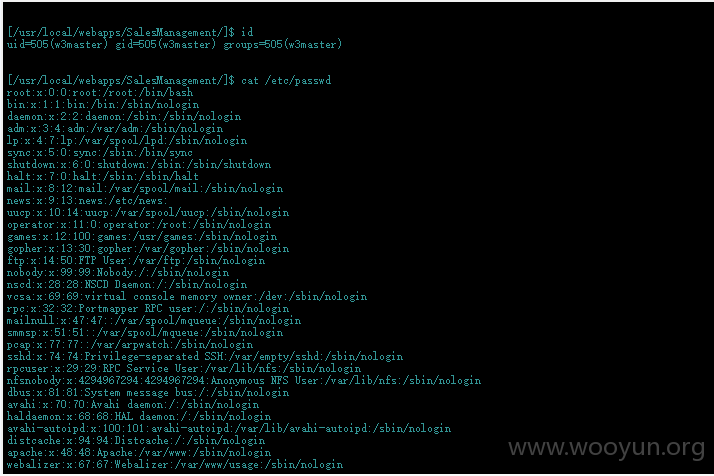 [/usr/local/webapps/SalesManagement/]$ id
uid=505(w3master) gid=505(w3master) groups=505(w3master)
[/usr/local/webapps/SalesManagement/]$ cat /etc/passwd
root:x:0:0:root:/root:/bin/bash
bin:x:1:1:bin:/bin:/sbin/nologin
daemon:x:2:2:daemon:/sbin:/sbin/nologin
adm:x:3:4:adm:/var/adm:/sbin/nologin
lp:x:4:7:lp:/var/spool/lpd:/sbin/nologin
sync:x:5:0:sync:/sbin:/bin/sync
shutdown:x:6:0:shutdown:/sbin:/sbin/shutdown
halt:x:7:0:halt:/sbin:/sbin/halt
mail:x:8:12:mail:/var/spool/mail:/sbin/nologin
news:x:9:13:news:/etc/news:
uucp:x:10:14:uucp:/var/spool/uucp:/sbin/nologin
operator:x:11:0:operator:/root:/sbin/nologin
games:x:12:100:games:/usr/games:/sbin/nologin
gopher:x:13:30:gopher:/var/gopher:/sbin/nologin
ftp:x:14:50:FTP User:/var/ftp:/sbin/nologin
nobody:x:99:99:Nobody:/:/sbin/nologin
nscd:x:28:28:NSCD Daemon:/:/sbin/nologin
vcsa:x:69:69:virtual console memory owner:/dev:/sbin/nologin
rpc:x:32:32:Portmapper RPC user:/:/sbin/nologin
mailnull:x:47:47::/var/spool/mqueue:/sbin/nologin
smmsp:x:51:51::/var/spool/mqueue:/sbin/nologin
pcap:x:77:77::/var/arpwatch:/sbin/nologin
sshd:x:74:74:Privilege-separated SSH:/var/empty/sshd:/sbin/nologin
rpcuser:x:29:29:RPC Service User:/var/lib/nfs:/sbin/nologin
nfsnobody:x:4294967294:4294967294:Anonymous NFS User:/var/lib/nfs:/sbin/nologin
dbus:x:81:81:System message bus:/:/sbin/nologin
avahi:x:70:70:Avahi daemon:/:/sbin/nologin
haldaemon:x:68:68:HAL daemon:/:/sbin/nologin
avahi-autoipd:x:100:101:avahi-autoipd:/var/lib/avahi-autoipd:/sbin/nologin
distcache:x:94:94:Distcache:/:/sbin/nologin
apache:x:48:48:Apache:/var/www:/sbin/nologin
webalizer:x:67:67:Webalizer:/var/www/usage:/sbin/nologin
www.wooyun.org